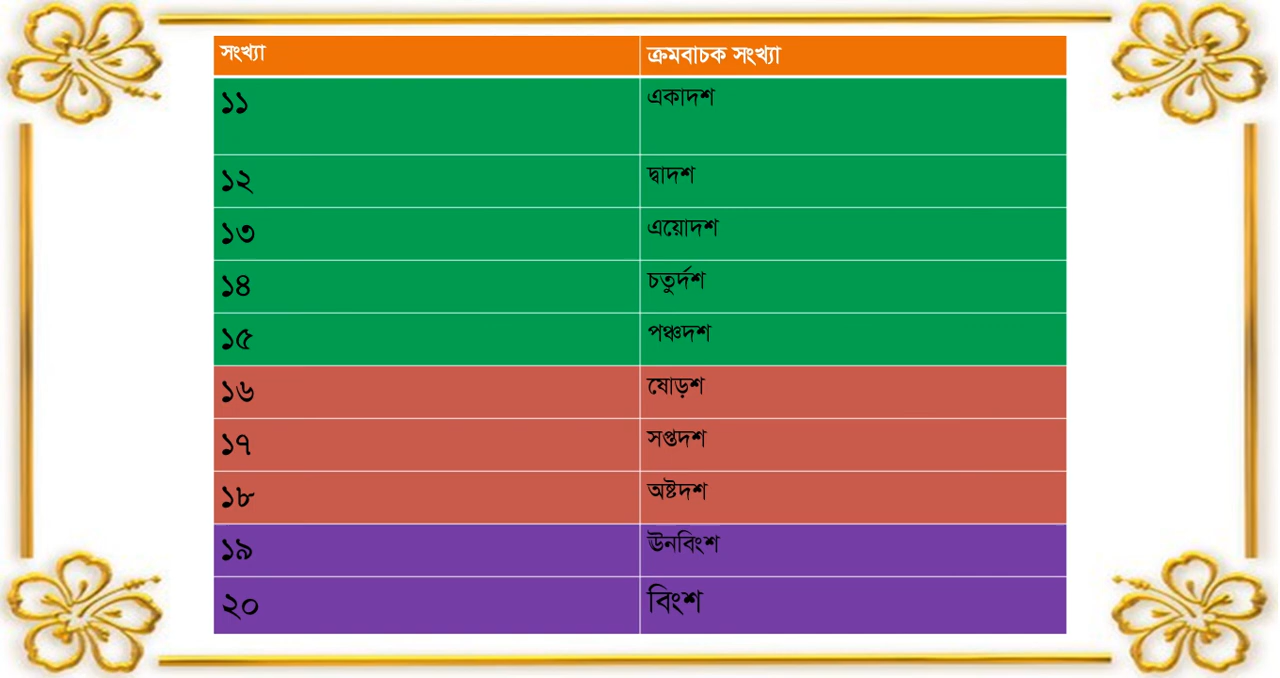 সংখ্যা ক্রমবাচক সংখ্যা
১১ একাদশ
১২ দ্বাদশ
১৩ এয়োদশ
১৪ চতুর্দশ
১৫ পঞ্চদশ
১৬ ষোড়শ
১৭ সপ্তদশ
১৮ অষ্টদশ
১৯ ঊনবিংশ
২০ বিংশ